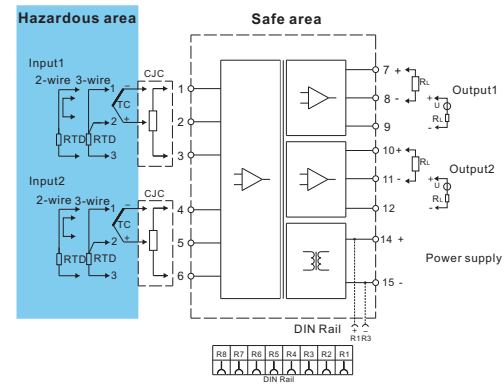 Hazardous area
Safe area
Input1
2-wire 3-wire
CJC
1
2
3
TC
RTD RTD
1 − +
2
3
7 +
8 -
9
RL
Output1
+ U RL -
Input2
2-wire 3-wire
CJC
4
5
6
TC
RTD RTD
1 − +
2
3
10 +
11 -
12
RL
Output2
+ U RL -
14 +
15 -
Power supply
DIN Rail
+ −
R1 R3
R8 R7 R6 R5 R4 R3 R2 R1
DIN Rail